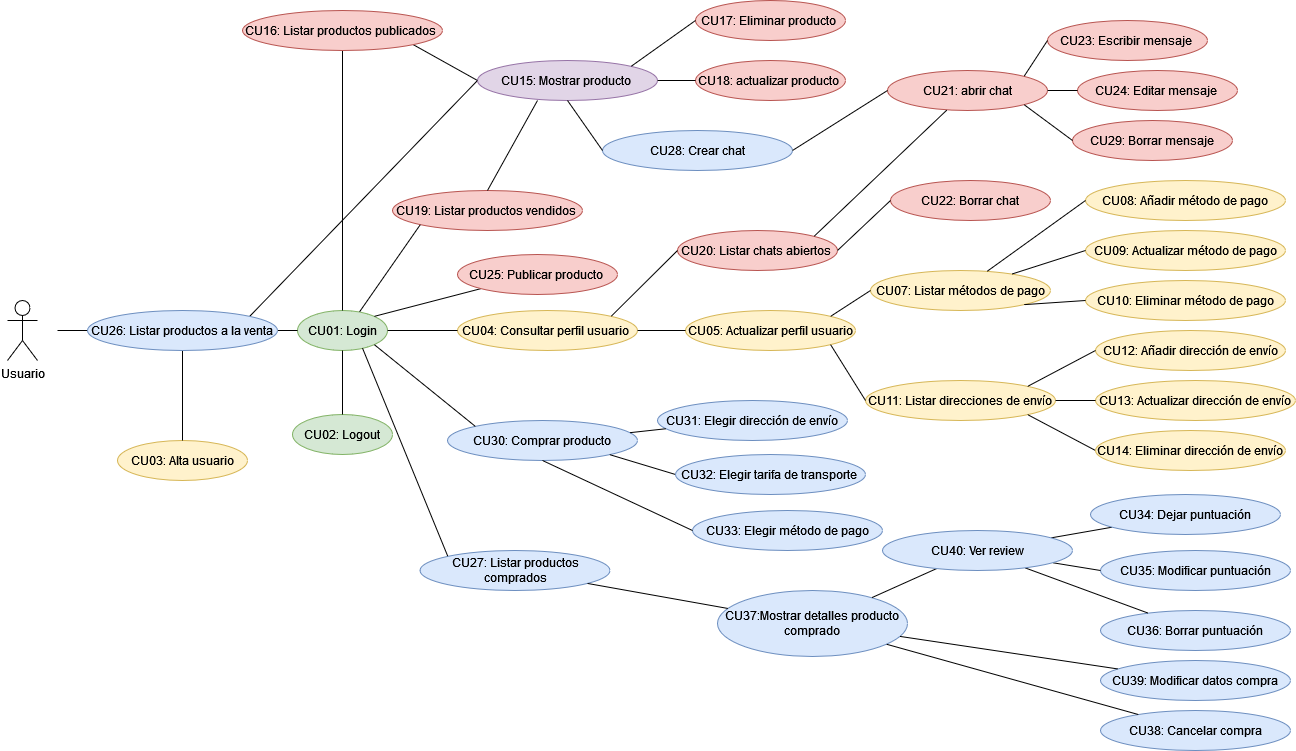 CU16: Listar productos publicados
CU17: Eliminar producto
CU15: Mostrar producto
CU18: actualizar producto
CU28: Crear chat
CU23: Escribir mensaje
CU21: abrir chat
CU24: Editar mensaje
CU29: Borrar mensaje
CU19: Listar productos vendidos
CU22: Borrar chat
CU20: Listar chats abiertos
CU25: Publicar producto
CU08: Añadir método de pago
CU09: Actualizar método de pago
CU07: Listar métodos de pago
CU10: Eliminar método de pago
Usuario
CU26: Listar productos a la venta
CU01: Login
CU04: Consultar perfil usuario
CU05: Actualizar perfil usuario
CU12: Añadir dirección de envío
CU11: Listar direcciones de envío
CU13: Actualizar dirección de envío
CU14: Eliminar dirección de envío
CU03: Alta usuario
CU02: Logout
CU30: Comprar producto
CU31: Elegir dirección de envío
CU32: Elegir tarifa de transporte
CU33: Elegir método de pago
CU27: Listar productos
comprados
CU37:Mostrar detalles producto
comprado
CU40: Ver review
CU34: Dejar puntuación
CU35: Modificar puntuación
CU36: Borrar puntuación
CU39: Modificar datos compra
CU38: Cancelar compra